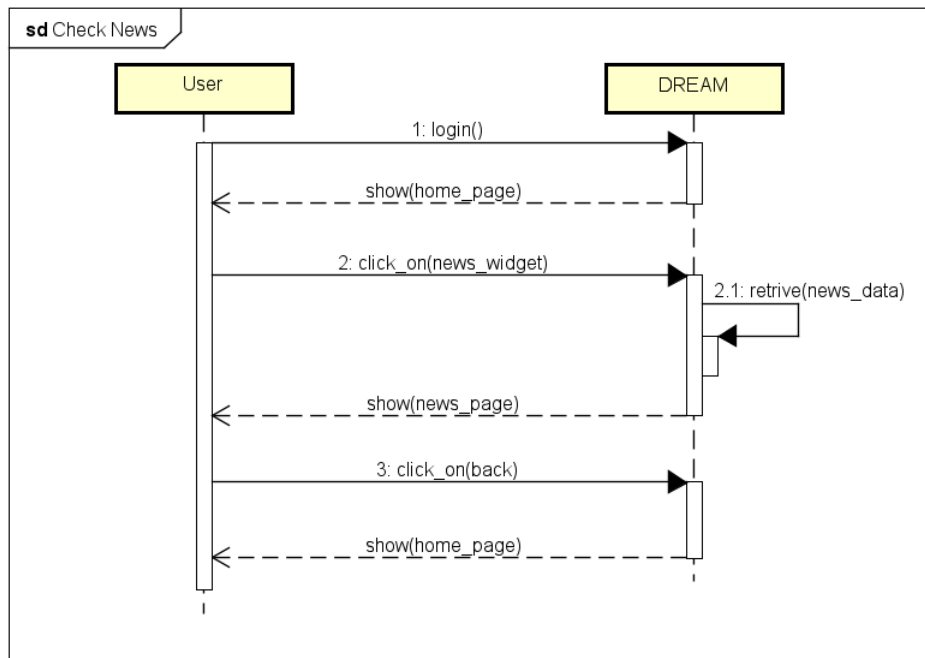 sd Check News
User
DREAM
1: login()
show(home_page)
2: click_on(news_widget)
2.1: retrive(news_data)
show(news_page)
3: click_on(back)
show(home_page)